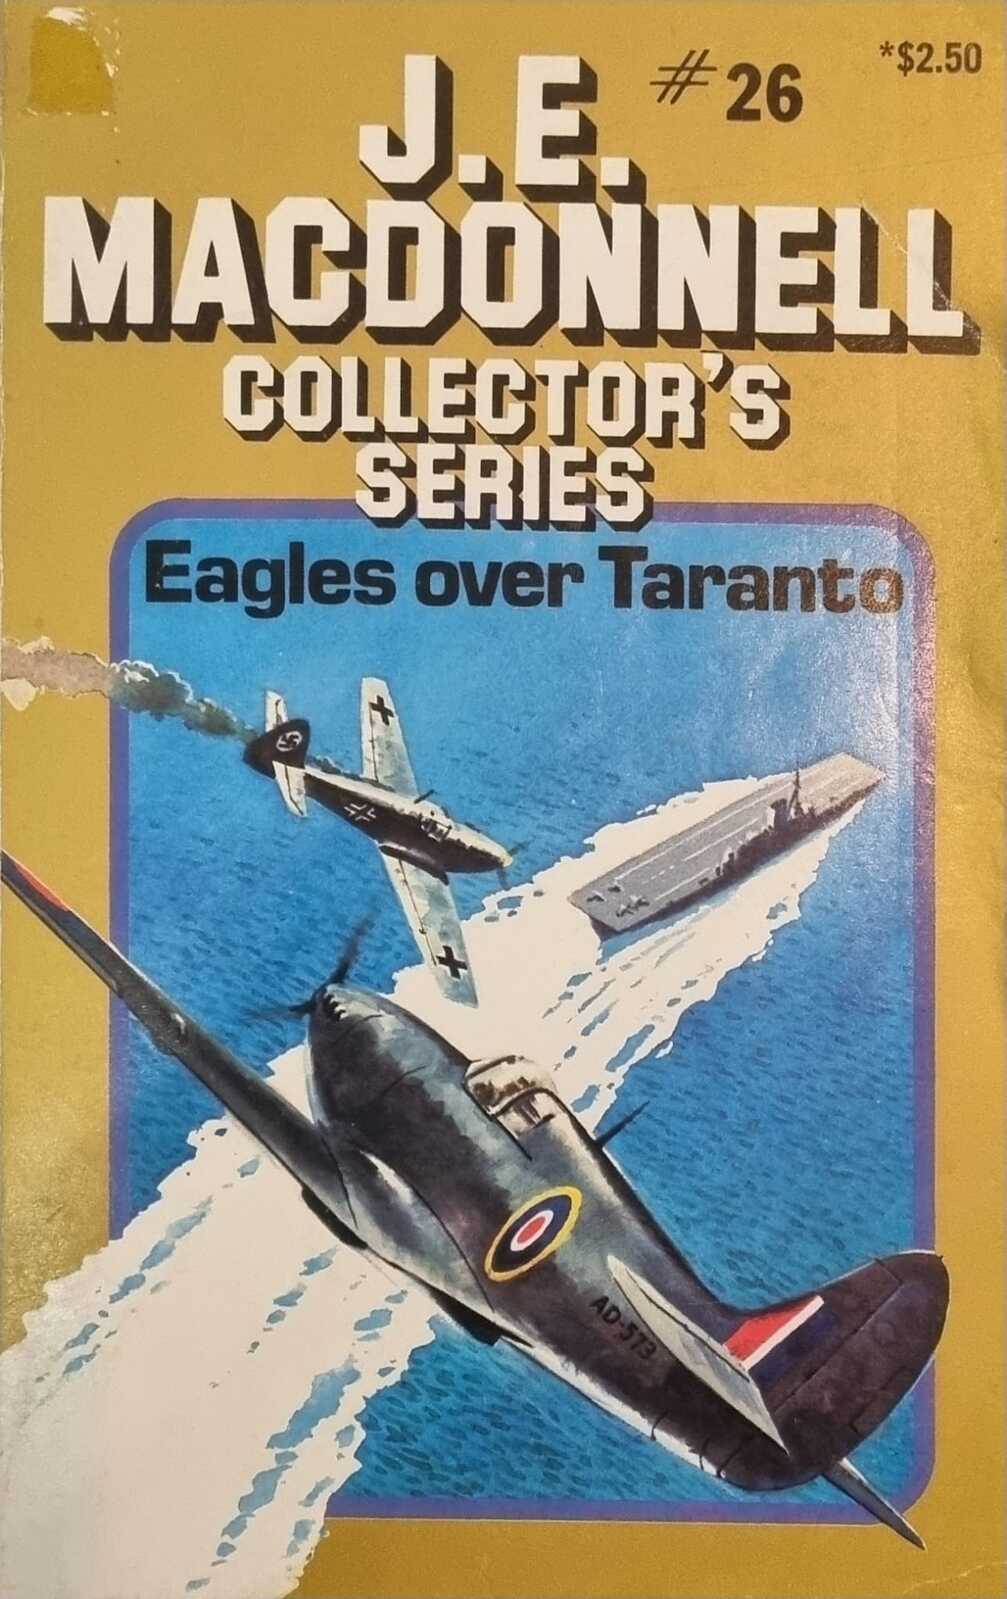 *$2.50
# 26
J.E.
MACDONNELL
COLLECTOR'S
SERIES
Eagles over Taranto
AD-573